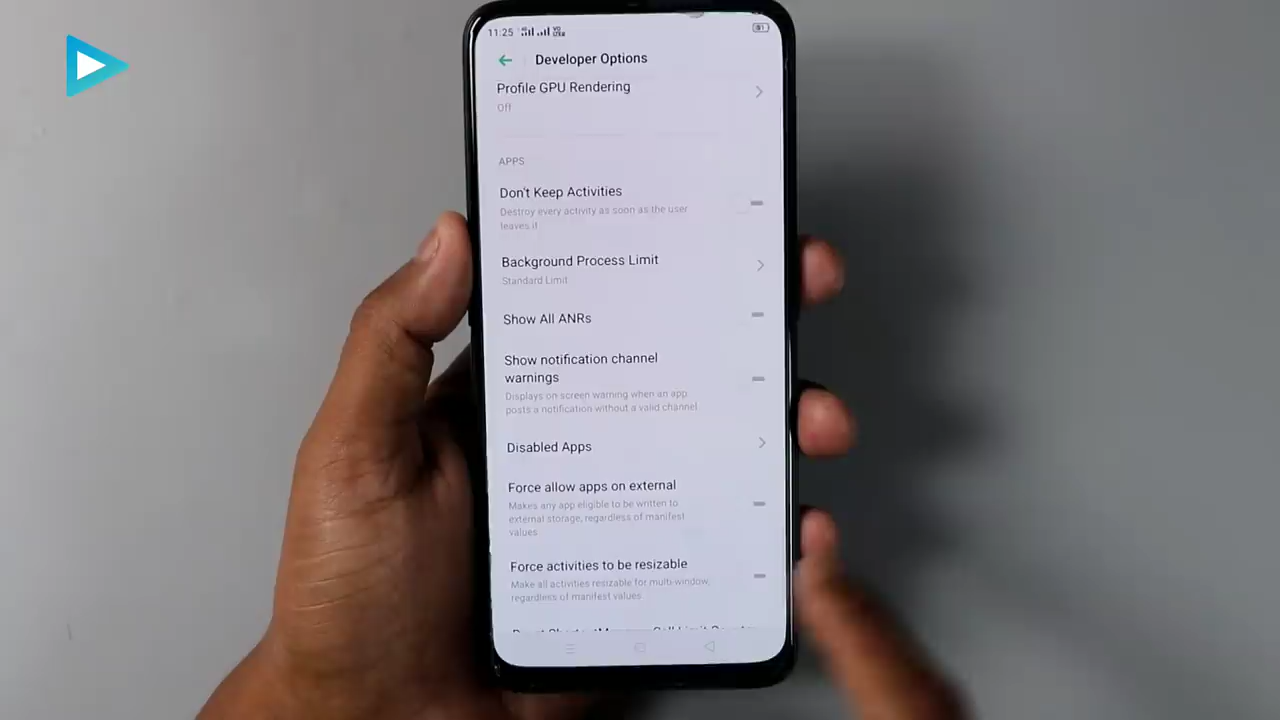 11:25
Developer Options
Profile GPU Rendering
Off
APPS
Don't Keep Activities
Destroy every activity as soon as the user
leaves it
Background Process Limit
Standard Limit
Show All ANRs
Show notification channel
warnings
Displays on screen warning when an app
posts a notification without a valid channel
Disabled Apps
Force allow apps on external
Makes any app eligible to be written to
external storage, regardless of manifest
values
Force activities to be resizable
Make all activities resizable for multi-window,
regardless of manifest values